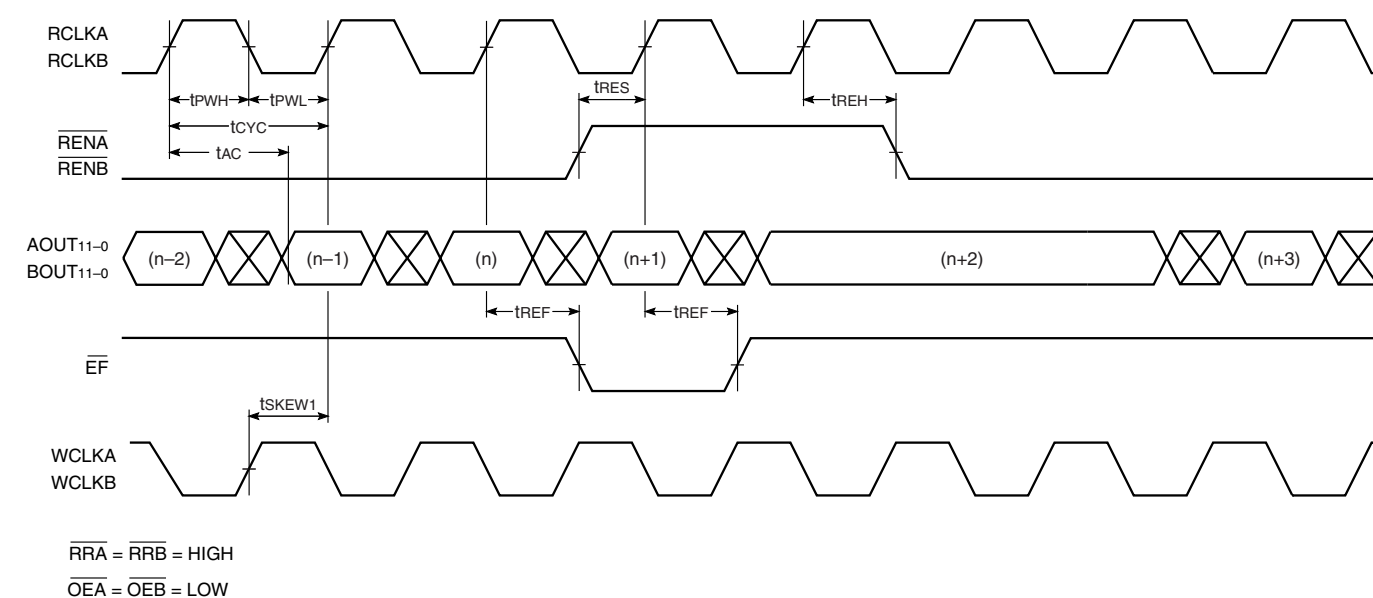 RCLKA
RCLKB
tPWH
tPWL
tRES
tREH
tCYC
RENA
RENB
tAC
AOUT11–0
BOUT11–0
(n–2)
(n–1)
(n)
(n+1)
(n+2)
(n+3)
tREF
tREF
EF
tSKEW1
WCLKA
WCLKB
RRA = RRB = HIGH
OEA = OEB = LOW